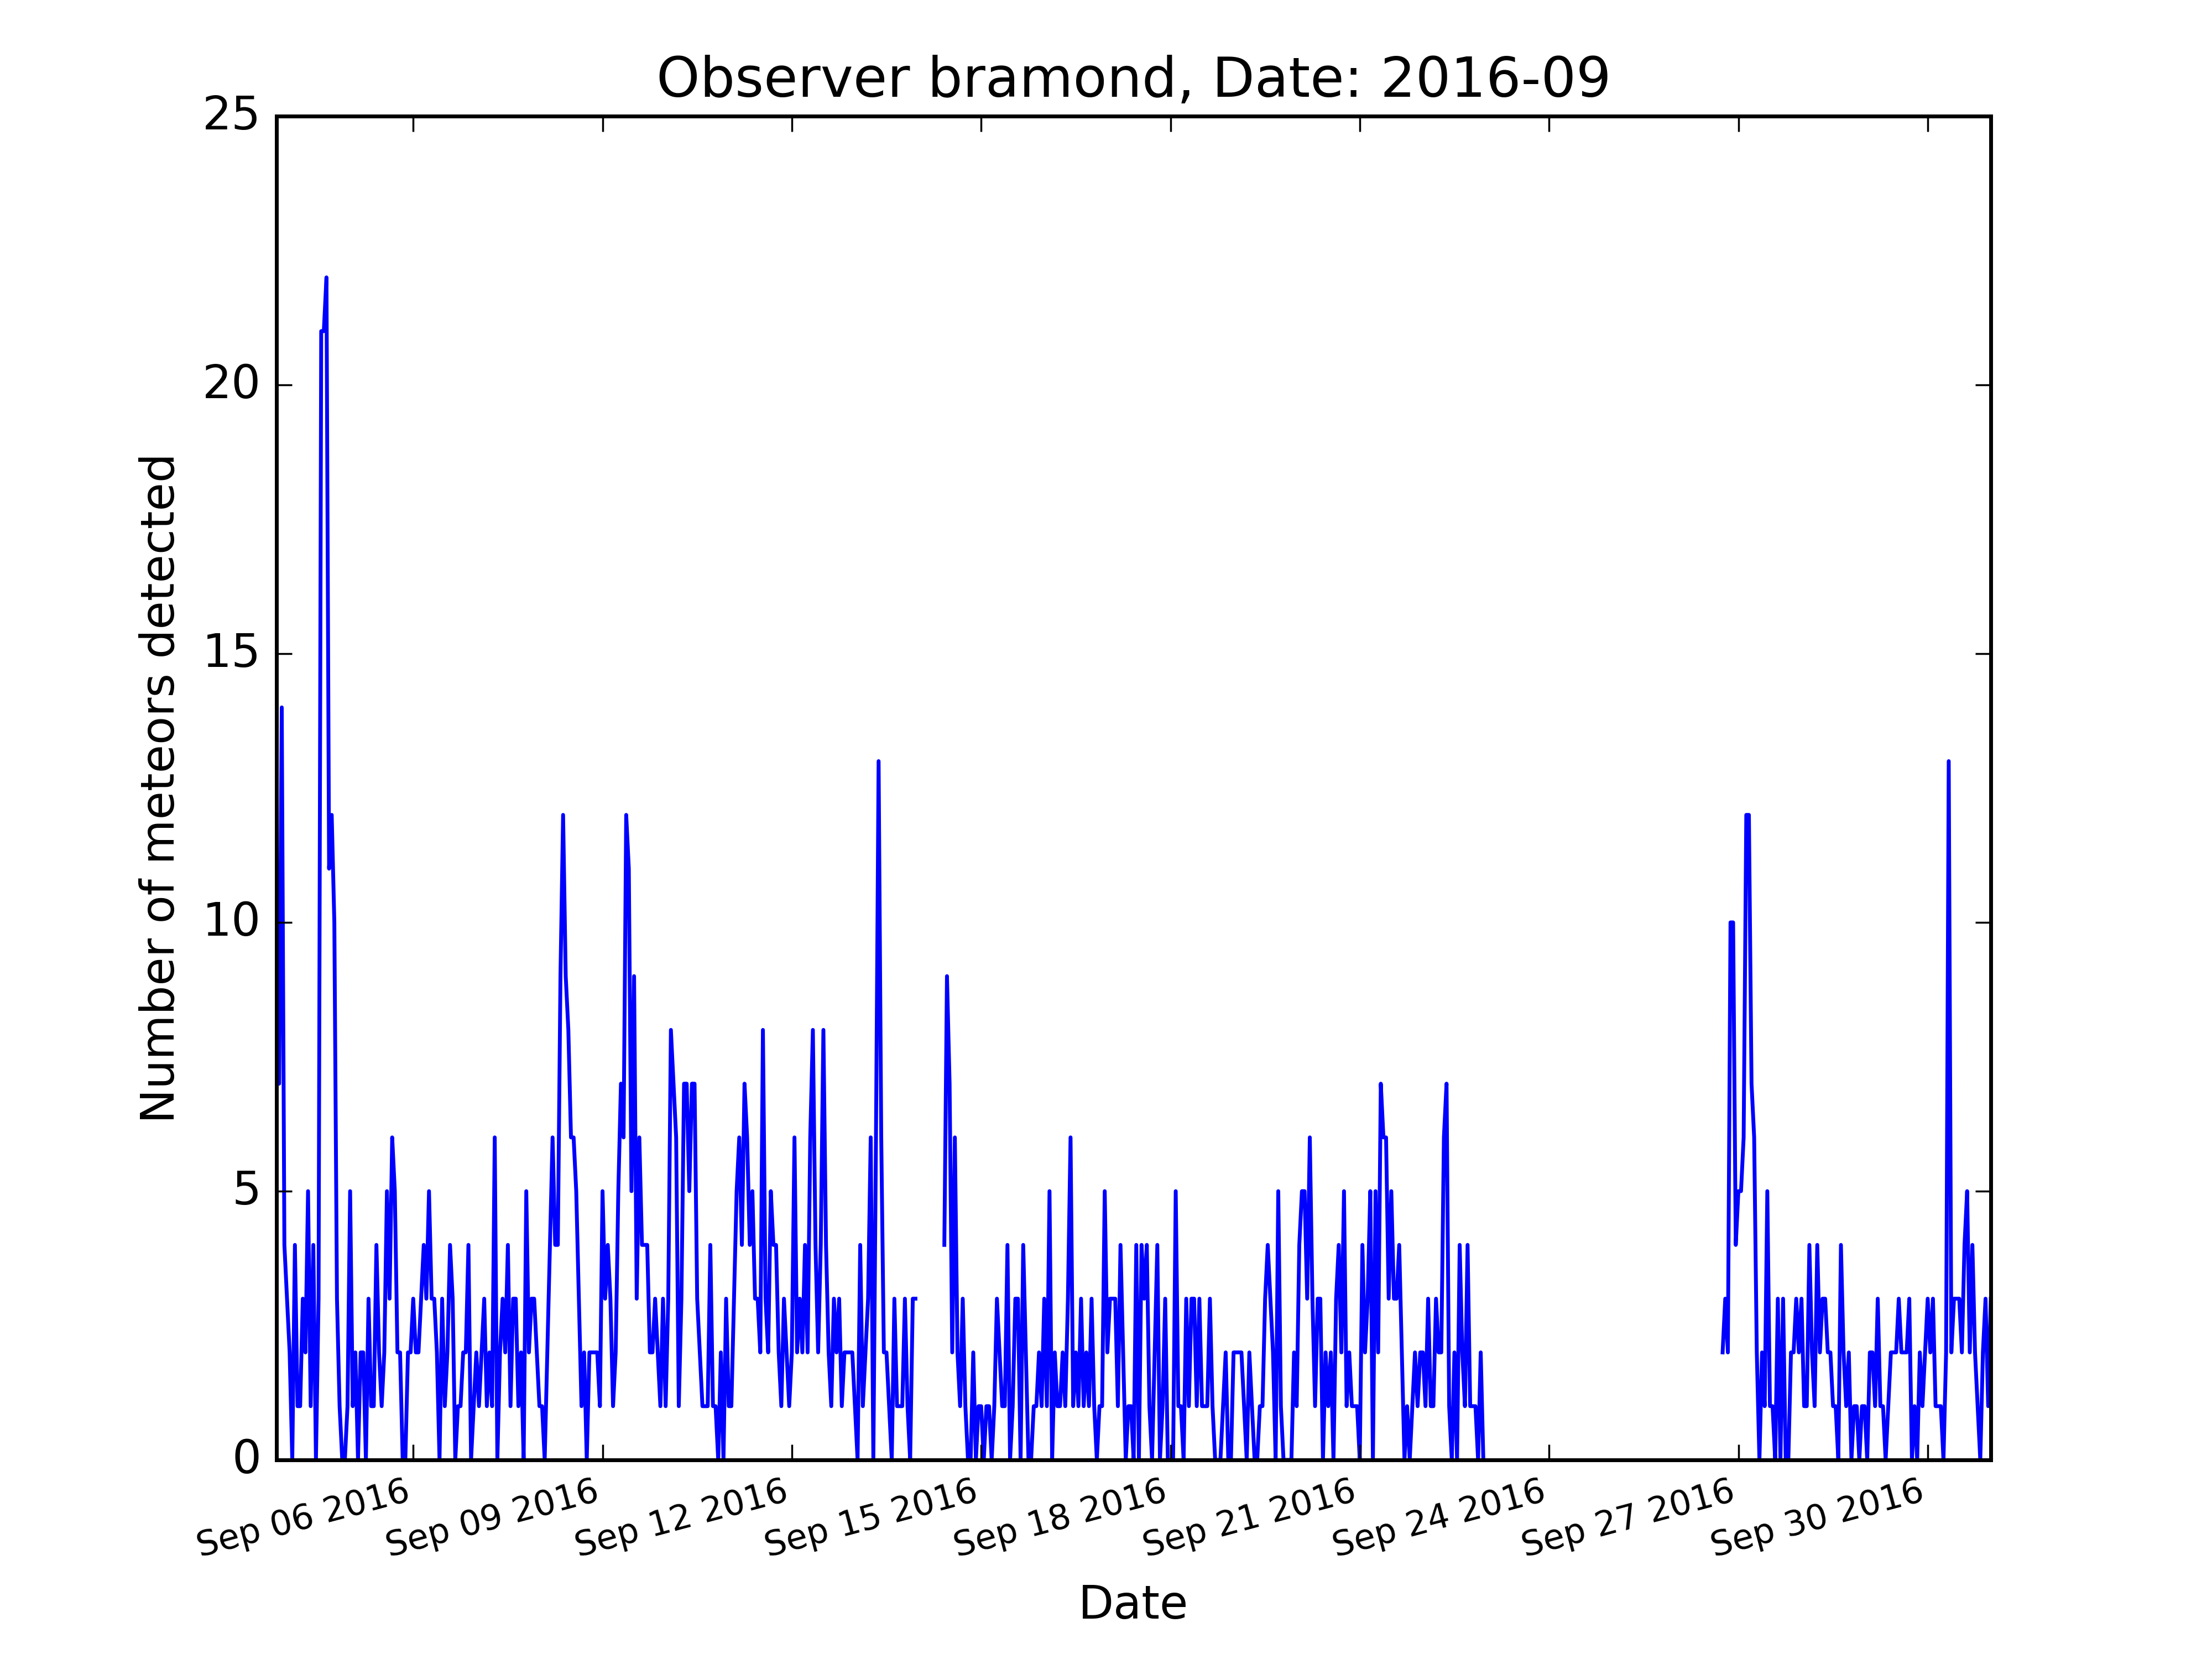 Observer bramond, Date: 2016-09
25
20
15
10
5
0
Number of meteors detected
Sep 06 2016
Sep 09 2016
Sep 12 2016
Sep 15 2016
Sep 18 2016
Sep 21 2016
Sep 24 2016
Sep 27 2016
Sep 30 2016
Date